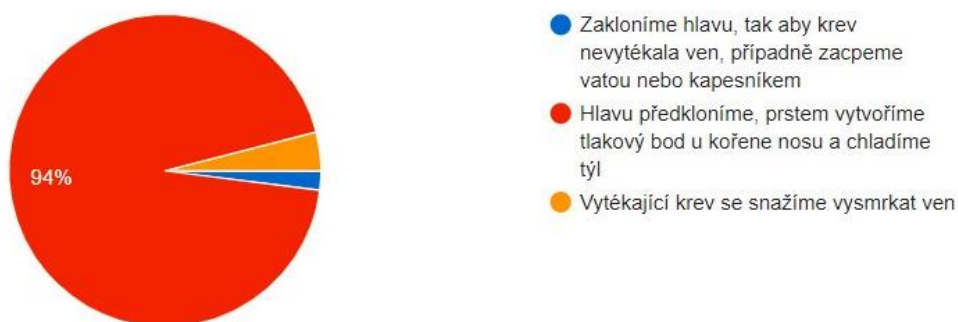 94%
Zakloníme hlavu, tak aby krev
nevytékala ven, případně zacpeme
vatou nebo kapesníkem
Hlavu předkloníme, prstem vytvoříme
tlakový bod u kořene nosu a chladíme
týl
Vytékající krev se snažíme vysmrkat ven